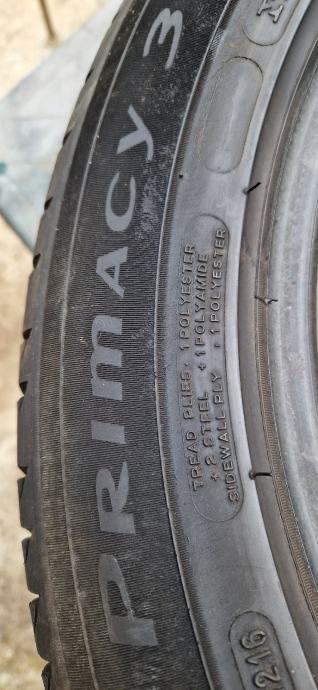 PRIMACY 3
TREAD PLIES: 1 POLYESTER
+ 2 STEEL + 1 POLYAMIDE
SIDEWALL PLY : 1 POLYESTER
216